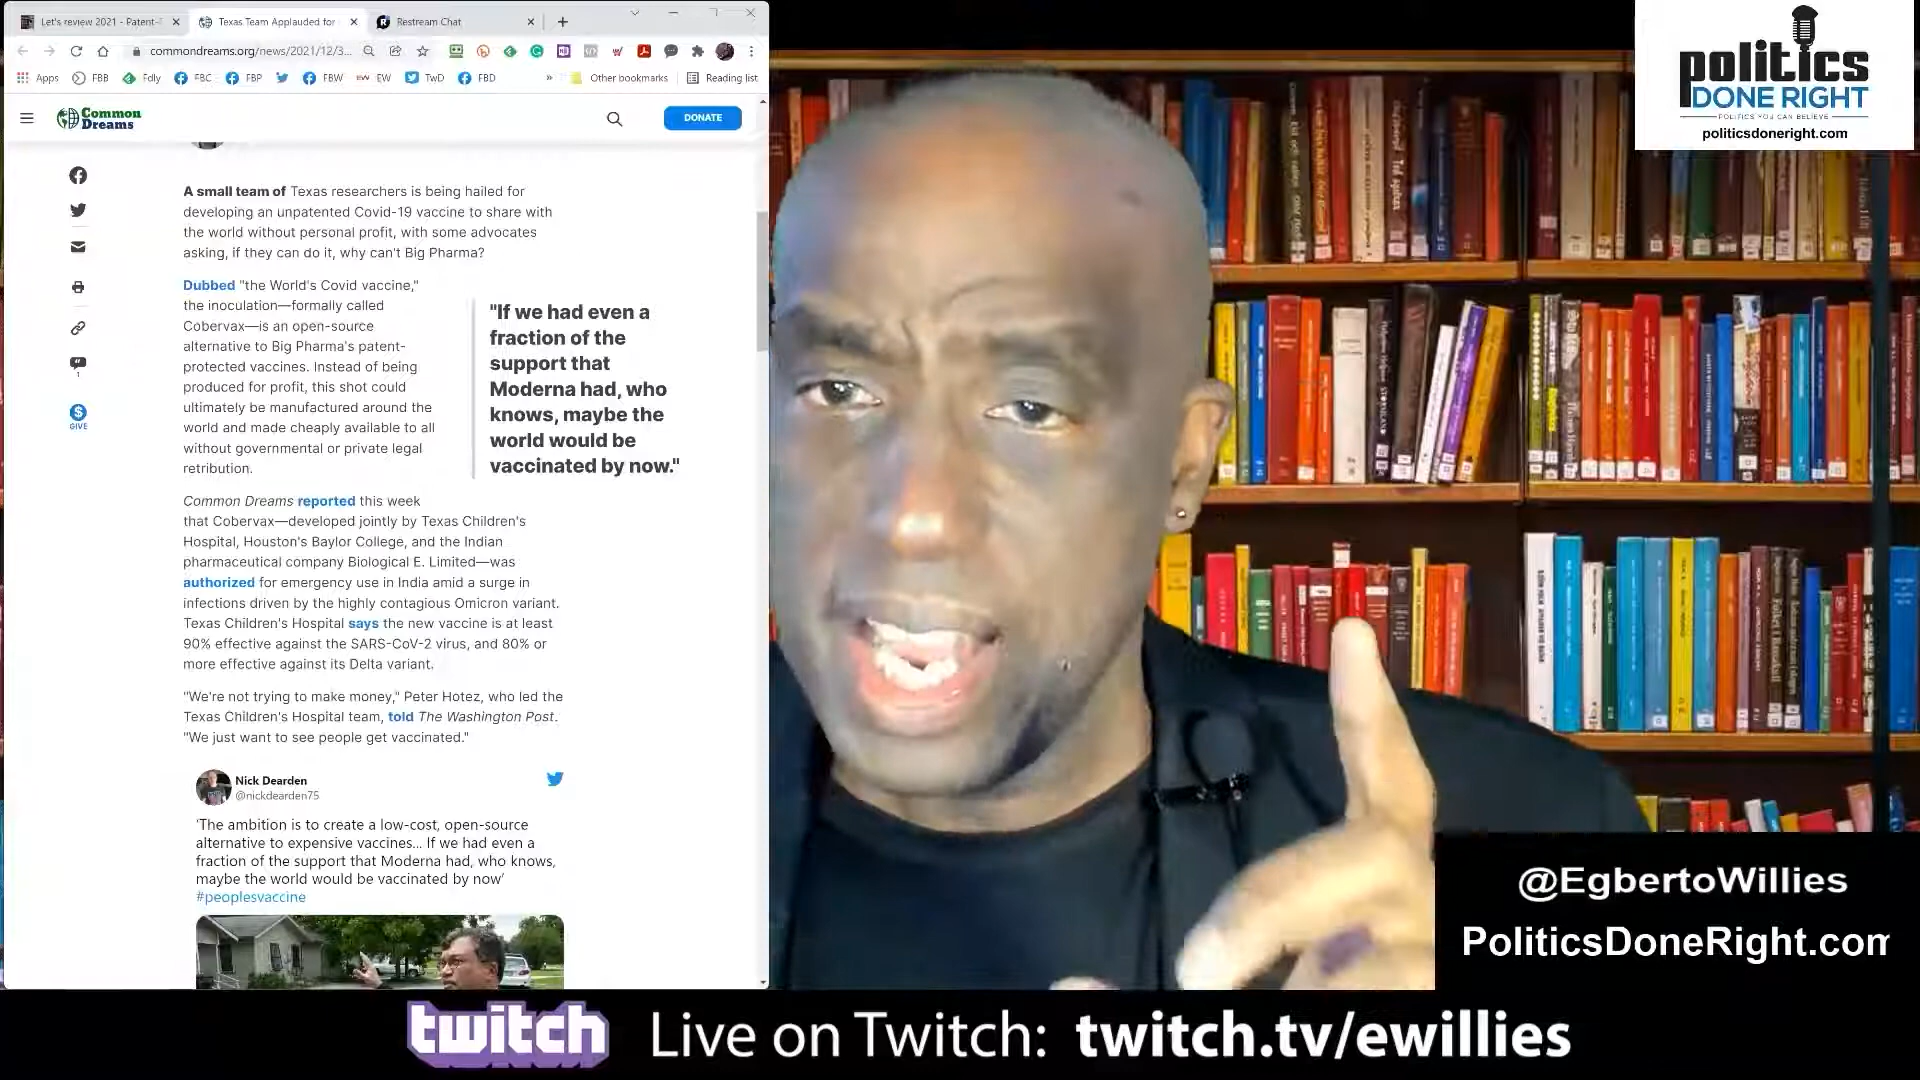 Let's review 2021 - Patent-
Texas Team Applauded for
Restream Chat
commondreams.org/news/2021/12/3...
Apps
FBB
Fdly
FBC
FBP
FBW
EW
TwD
FBD
»
Other bookmarks
Reading list
Common
Dreams
DONATE
A small team of Texas researchers is being hailed for
developing an unpatented Covid-19 vaccine to share with
the world without personal profit, with some advocates
asking, if they can do it, why can't Big Pharma?
Dubbed "the World's Covid vaccine,"
the inoculation—formally called
Cobervax—is an open-source
alternative to Big Pharma's patent-
protected vaccines. Instead of being
produced for profit, this shot could
ultimately be manufactured around the
world and made cheaply available to all
without governmental or private legal
retribution.
"If we had even a
fraction of the
support that
Moderna had, who
knows, maybe the
world would be
vaccinated by now."
Common Dreams reported this week
that Cobervax—developed jointly by Texas Children's
Hospital, Houston's Baylor College, and the Indian
pharmaceutical company Biological E. Limited—was
authorized for emergency use in India amid a surge in
infections driven by the highly contagious Omicron variant.
Texas Children's Hospital says the new vaccine is at least
90% effective against the SARS-CoV-2 virus, and 80% or
more effective against its Delta variant.
"We're not trying to make money," Peter Hotez, who led the
Texas Children's Hospital team, told The Washington Post.
"We just want to see people get vaccinated."
1
GIVE
Nick Dearden
@nickdearden75
'The ambition is to create a low-cost, open-source
alternative to expensive vaccines... If we had even a
fraction of the support that Moderna had, who knows,
maybe the world would be vaccinated by now'
#peoplesvaccine
politics
DONE RIGHT
POLITICS YOU CAN BELIEVE
politicsdoneright.com
@EgbertoWillies
PoliticsDoneRight.com
twitch
Live on Twitch: twitch.tv/ewillies